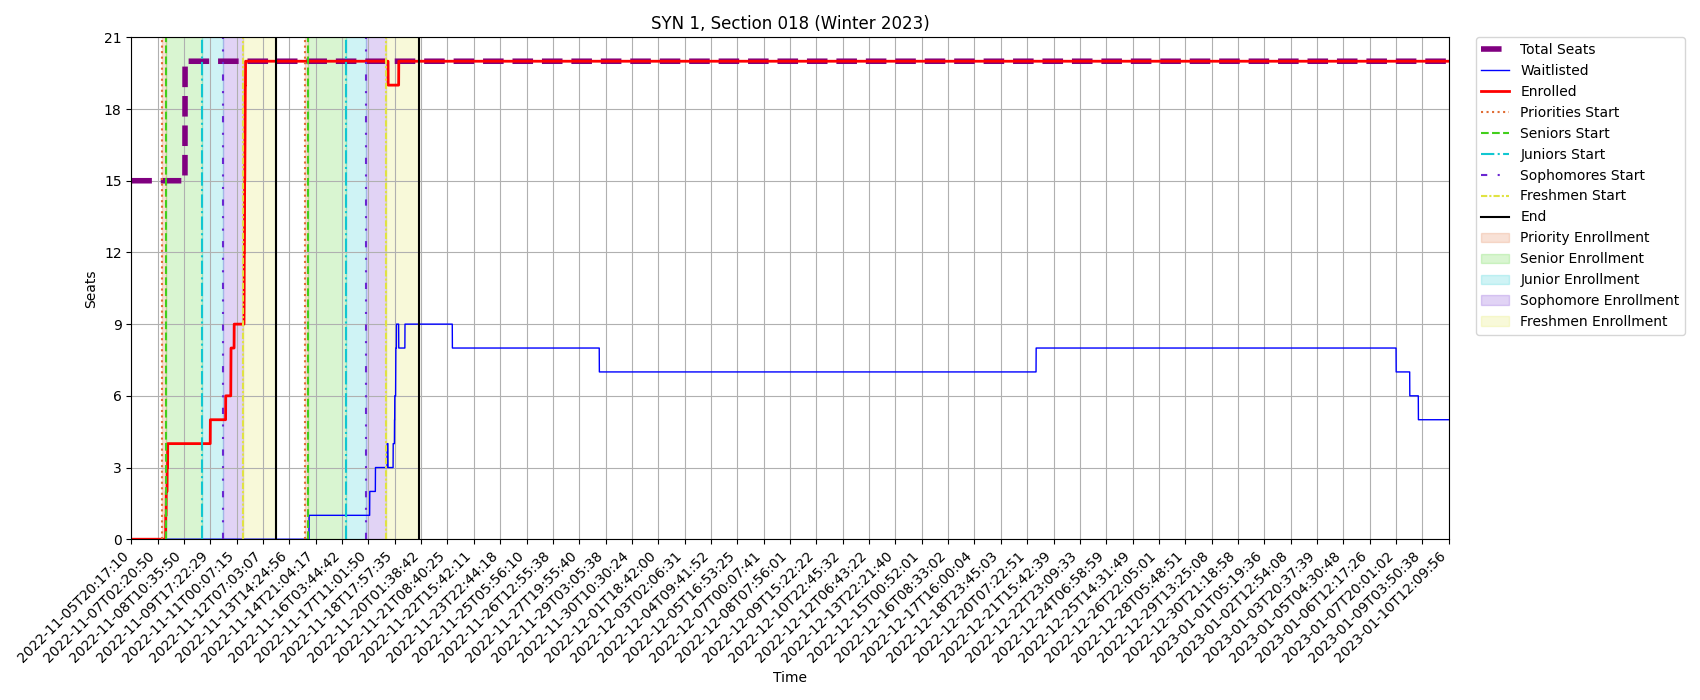 SYN 1, Section 018 (Winter 2023)
21
18
15
12
9
6
3
0
Seats
2022-11-05T20:17:10
2022-11-07T02:20:50
2022-11-08T10:35:50
2022-11-09T17:22:29
2022-11-11T00:07:15
2022-11-12T07:03:07
2022-11-13T14:24:56
2022-11-14T21:04:17
2022-11-16T03:44:42
2022-11-17T11:01:50
2022-11-18T17:57:35
2022-11-20T01:38:42
2022-11-21T08:40:25
2022-11-22T15:42:11
2022-11-23T22:44:18
2022-11-25T05:56:10
2022-11-26T12:55:38
2022-11-27T19:55:40
2022-11-29T03:05:38
2022-11-30T10:30:24
2022-12-01T18:42:00
2022-12-03T02:06:31
2022-12-04T09:41:52
2022-12-05T16:53:25
2022-12-07T00:07:41
2022-12-08T07:56:01
2022-12-09T15:22:22
2022-12-10T22:45:32
2022-12-12T06:43:22
2022-12-13T14:21:40
2022-12-15T00:52:01
2022-12-16T08:33:02
2022-12-17T16:00:04
2022-12-18T23:45:03
2022-12-20T07:22:51
2022-12-21T15:42:39
2022-12-22T23:09:33
2022-12-24T06:58:59
2022-12-25T14:31:49
2022-12-26T22:05:01
2022-12-28T05:48:51
2022-12-29T13:25:08
2022-12-30T21:18:58
2023-01-01T05:19:36
2023-01-02T12:54:08
2023-01-03T20:37:39
2023-01-05T04:30:48
2023-01-06T12:17:26
2023-01-07T20:01:02
2023-01-09T03:50:38
2023-01-10T12:09:56
Time
Total Seats
Waitlisted
Enrolled
Priorities Start
Seniors Start
Juniors Start
Sophomores Start
Freshmen Start
End
Priority Enrollment
Senior Enrollment
Junior Enrollment
Sophomore Enrollment
Freshmen Enrollment